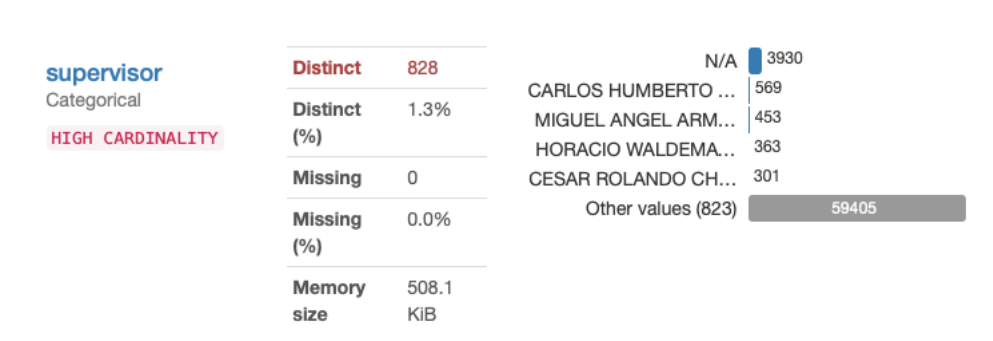 supervisor
Categorical
HIGH CARDINALITY
Distinct 828
Distinct (%) 1.3%
Missing 0
Missing (%) 0.0%
Memory size 508.1 KiB
N/A 3930
CARLOS HUMBERTO ... 569
MIGUEL ANGEL ARM... 453
HORACIO WALDEMA... 363
CESAR ROLANDO CH... 301
Other values (823) 59405